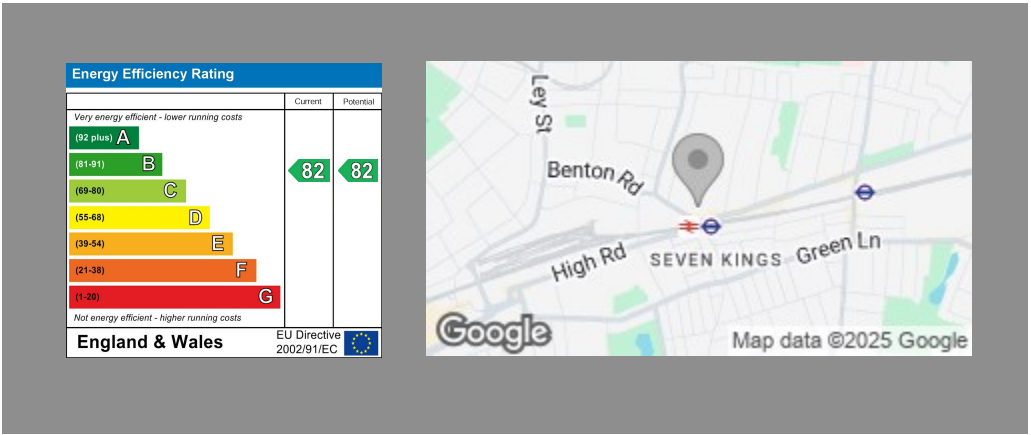 Energy Efficiency Rating
Current Potential
Very energy efficient - lower running costs
(92 plus) A
(81-91) B
82 82
(69-80) C
(55-68) D
(39-54) E
(21-38) F
(1-20) G
Not energy efficient - higher running costs
England & Wales
EU Directive
2002/91/EC
Ley St
Benton Rd
High Rd
SEVEN KINGS
Green Ln
Google
Map data ©2025 Google